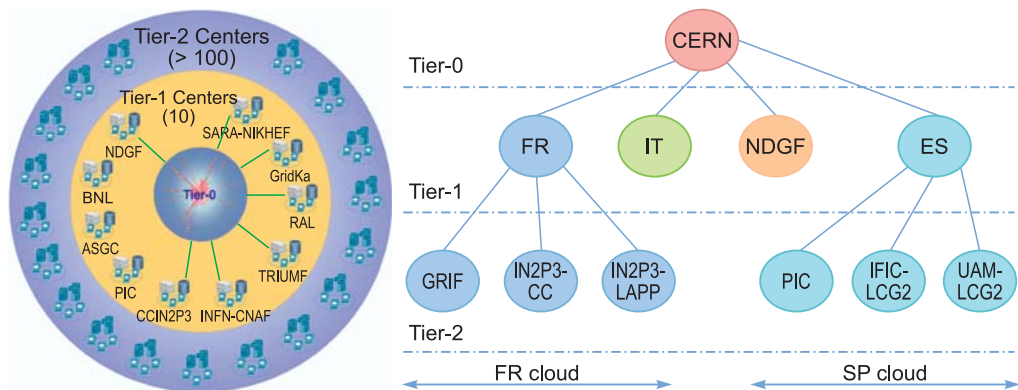 Tier-2 Centers
(> 100)
Tier-1 Centers
(10)
SARA-NIKHEF
NDGF
GridKa
BNL
Tier-0
RAL
ASGC
TRIUMF
PIC
CCIN2P3
INFN-CNAF
CERN
Tier-0
FR
IT
NDGF
ES
Tier-1
GRIF
IN2P3-
CC
IN2P3-
LAPP
PIC
IFIC-
LCG2
UAM-
LCG2
Tier-2
FR cloud
SP cloud